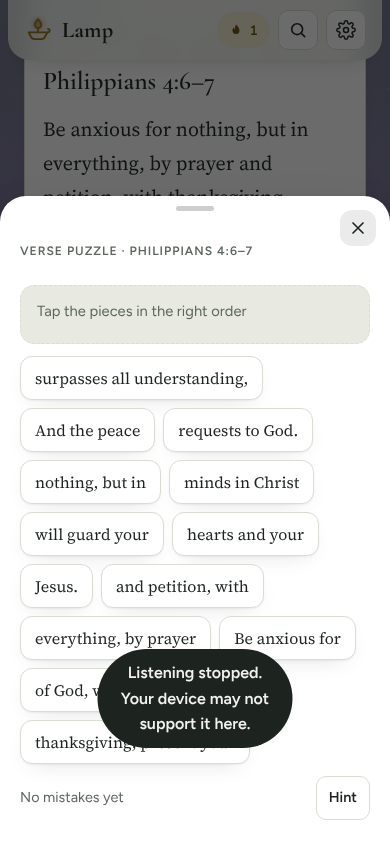 Lamp
1
Philippians 4:6–7
Be anxious for nothing, but in
everything, by prayer and
petition, with thanksgiving
VERSE PUZZLE · PHILIPPIANS 4:6–7
Tap the pieces in the right order
surpasses all understanding,
And the peace
requests to God.
nothing, but in
minds in Christ
will guard your
hearts and your
Jesus.
and petition, with
everything, by prayer
Be anxious for
of God,
Listening stopped.
Your device may not
support it here.
thanksgiving,
No mistakes yet
Hint